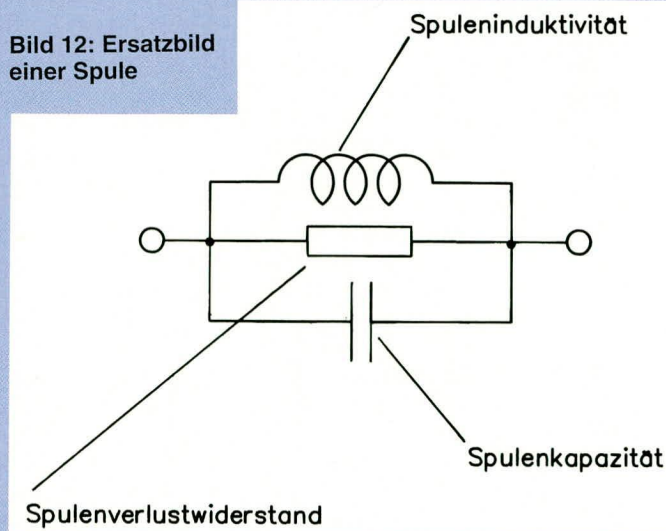 Bild 12: Ersatzbild
einer Spule
Spuleninduktivität
Spulenkapazität
Spulenverlustwiderstand